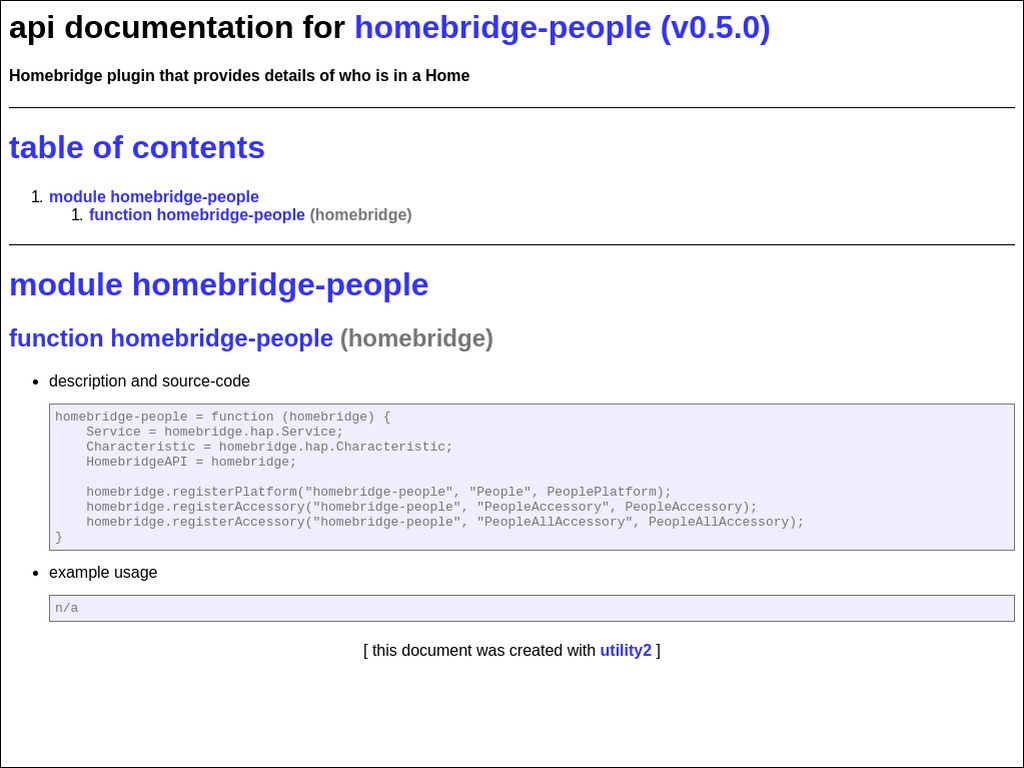 api documentation for homebridge-people (v0.5.0)
Homebridge plugin that provides details of who is in a Home
table of contents
1. module homebridge-people
1. function homebridge-people (homebridge)
module homebridge-people
function homebridge-people (homebridge)
• description and source-code
homebridge-people = function (homebridge) {
    Service = homebridge.hap.Service;
    Characteristic = homebridge.hap.Characteristic;
    HomebridgeAPI = homebridge;

    homebridge.registerPlatform("homebridge-people", "People", PeoplePlatform);
    homebridge.registerAccessory("homebridge-people", "PeopleAccessory", PeopleAccessory);
    homebridge.registerAccessory("homebridge-people", "PeopleAllAccessory", PeopleAllAccessory);
}
• example usage
n/a
[ this document was created with utility2 ]